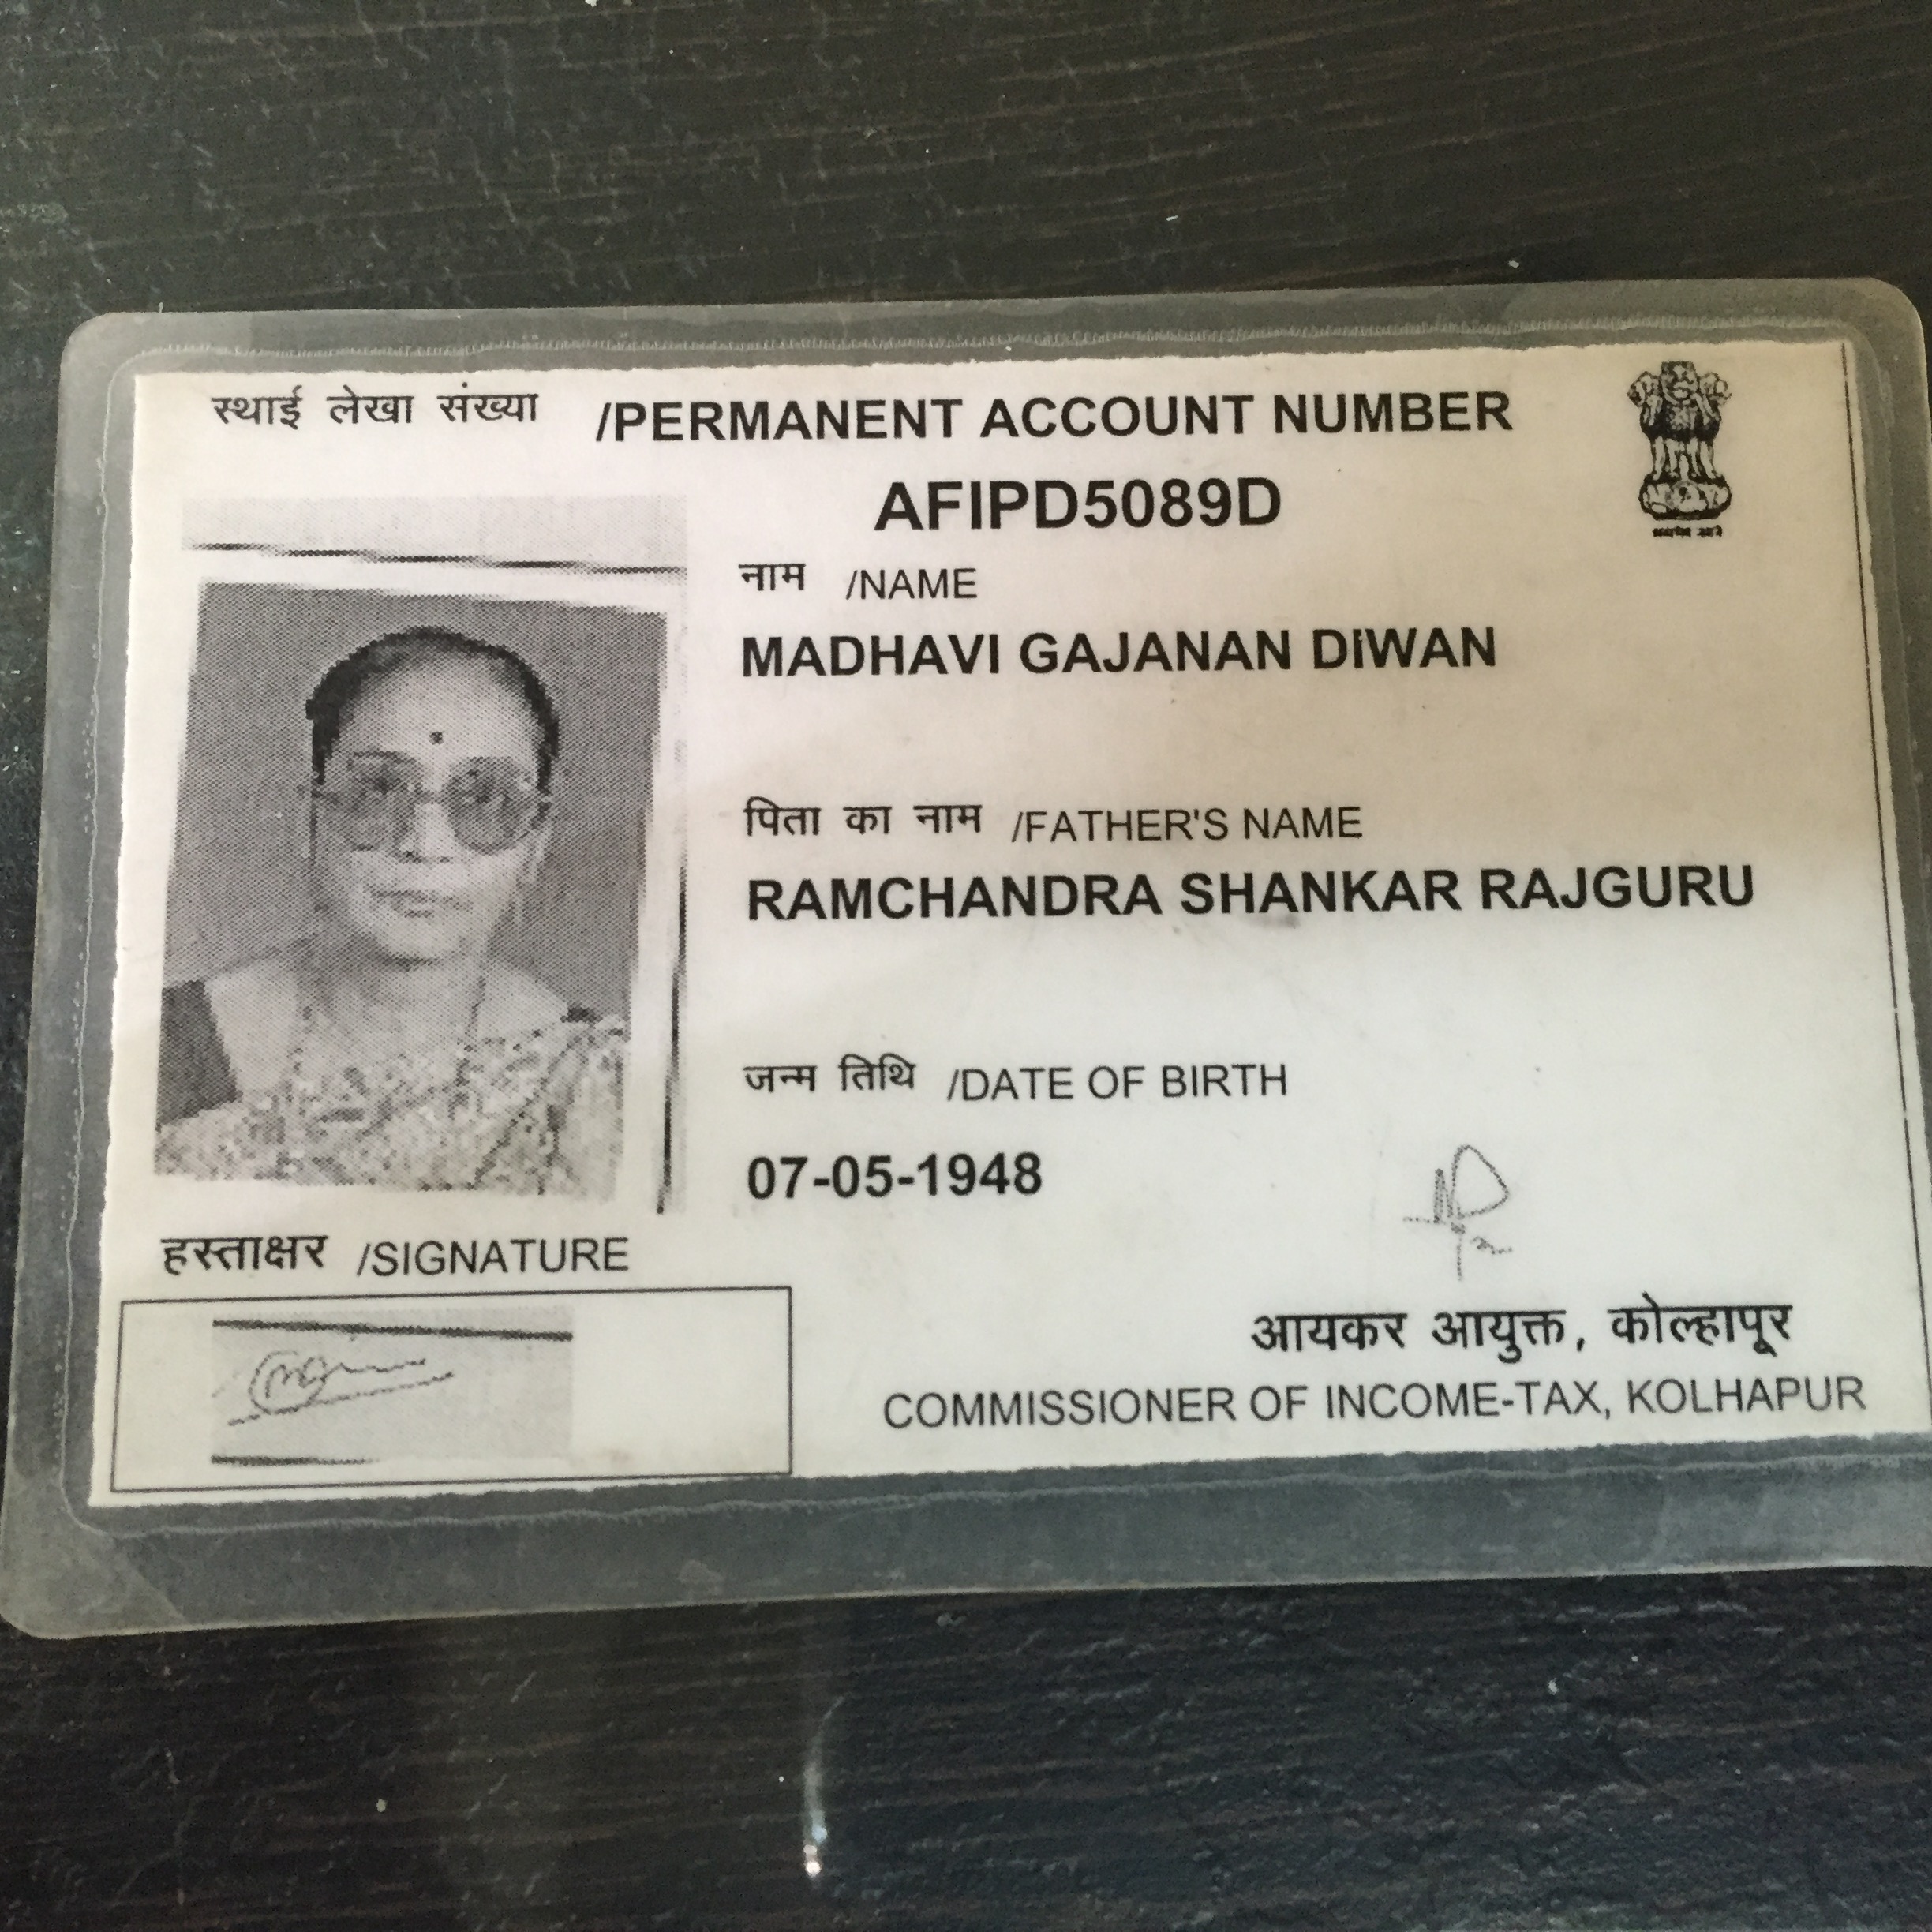 स्थाई लेखा संख्या /PERMANENT ACCOUNT NUMBER
AFIPD5089D
नाम /NAME
MADHAVI GAJANAN DIWAN
पिता का नाम /FATHER'S NAME
RAMCHANDRA SHANKAR RAJGURU
जन्म तिथि /DATE OF BIRTH
07-05-1948
हस्ताक्षर /SIGNATURE
आयकर आयुक्त, कोल्हापूर
COMMISSIONER OF INCOME-TAX, KOLHAPUR